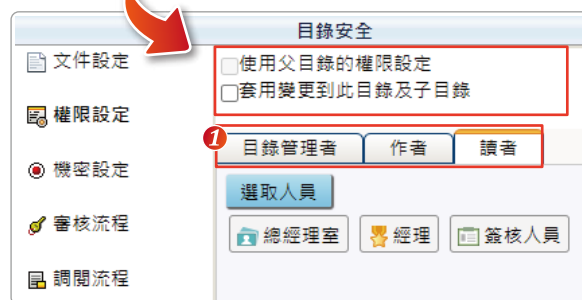 目錄安全
文件設定
權限設定
機密設定
審核流程
調閱流程
使用父目錄的權限設定
套用變更到此目錄及子目錄
1
目錄管理者 作者 讀者
選取人員
總經理室 經理 簽核人員